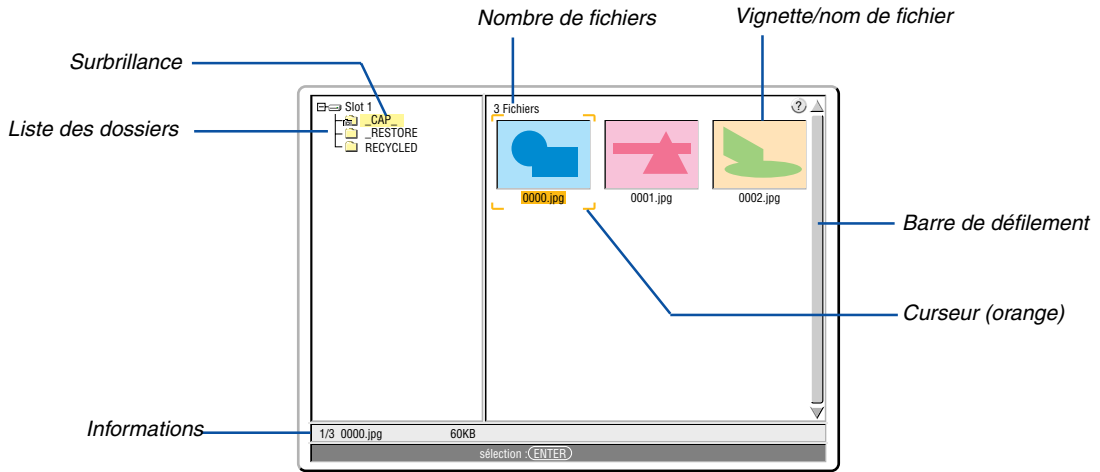 Nombre de fichiers
Vignette/nom de fichier
Surbrillance
Liste des dossiers
Slot 1
_CAP_
_RESTORE
RECYCLED
3 Fichiers
?
0000.jpg
0001.jpg
0002.jpg
Barre de défilement
Curseur (orange)
Informations
1/3 0000.jpg 60KB
sélection :ENTER